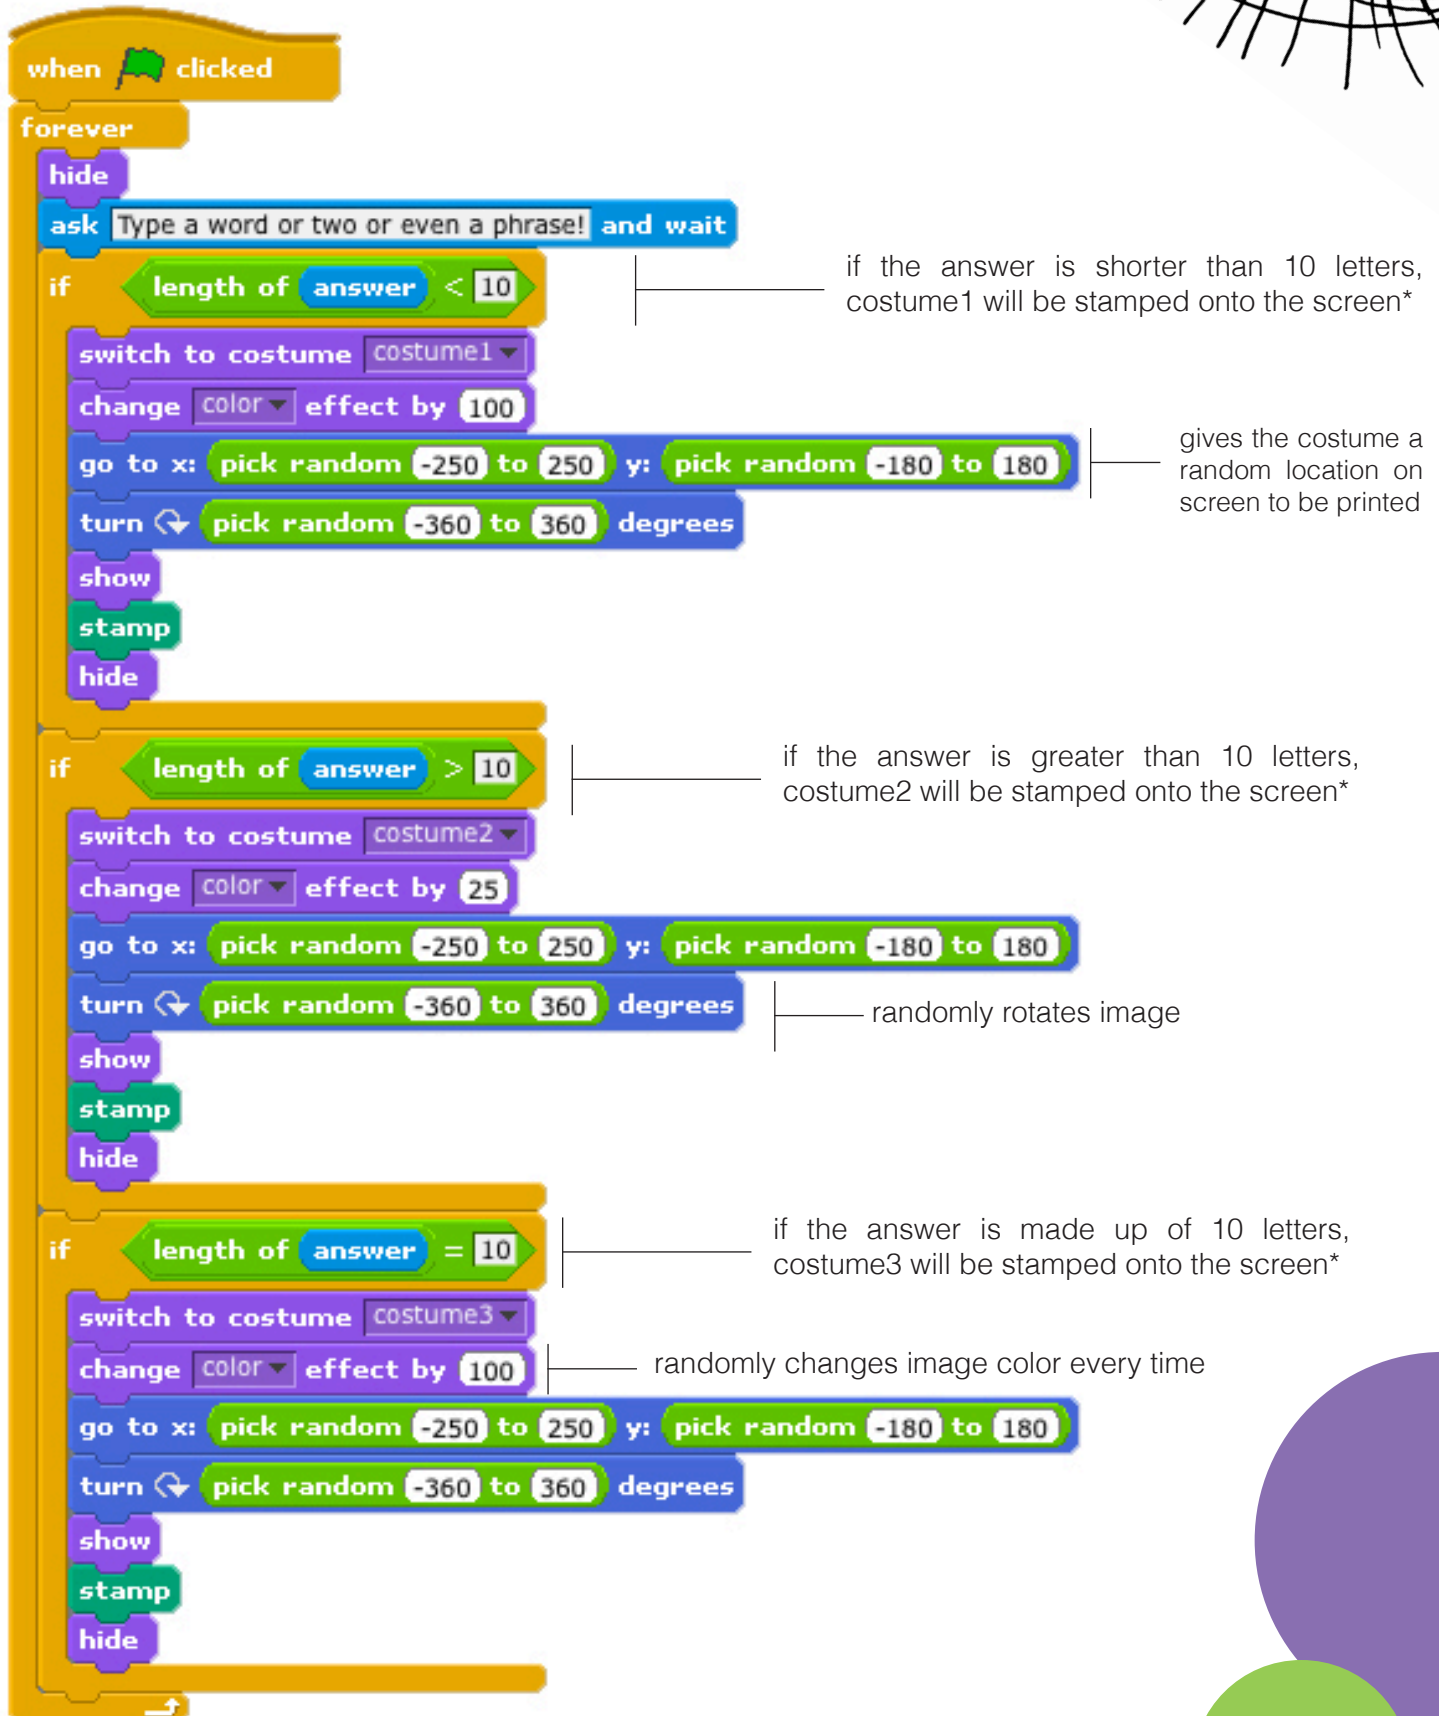 when clicked
forever
hide
ask Type a word or two or even a phrase! and wait
if length of answer < 10
if the answer is shorter than 10 letters,
costume1 will be stamped onto the screen*
switch to costume costume1
change color effect by 100
go to x: pick random -250 to 250 y: pick random -180 to 180
gives the costume a
random location on
screen to be printed
turn pick random -360 to 360 degrees
show
stamp
hide
if length of answer > 10
if the answer is greater than 10 letters,
costume2 will be stamped onto the screen*
switch to costume costume2
change color effect by 25
go to x: pick random -250 to 250 y: pick random -180 to 180
turn pick random -360 to 360 degrees
randomly rotates image
show
stamp
hide
if length of answer = 10
if the answer is made up of 10 letters,
costume3 will be stamped onto the screen*
switch to costume costume3
change color effect by 100
randomly changes image color every time
go to x: pick random -250 to 250 y: pick random -180 to 180
turn pick random -360 to 360 degrees
show
stamp
hide